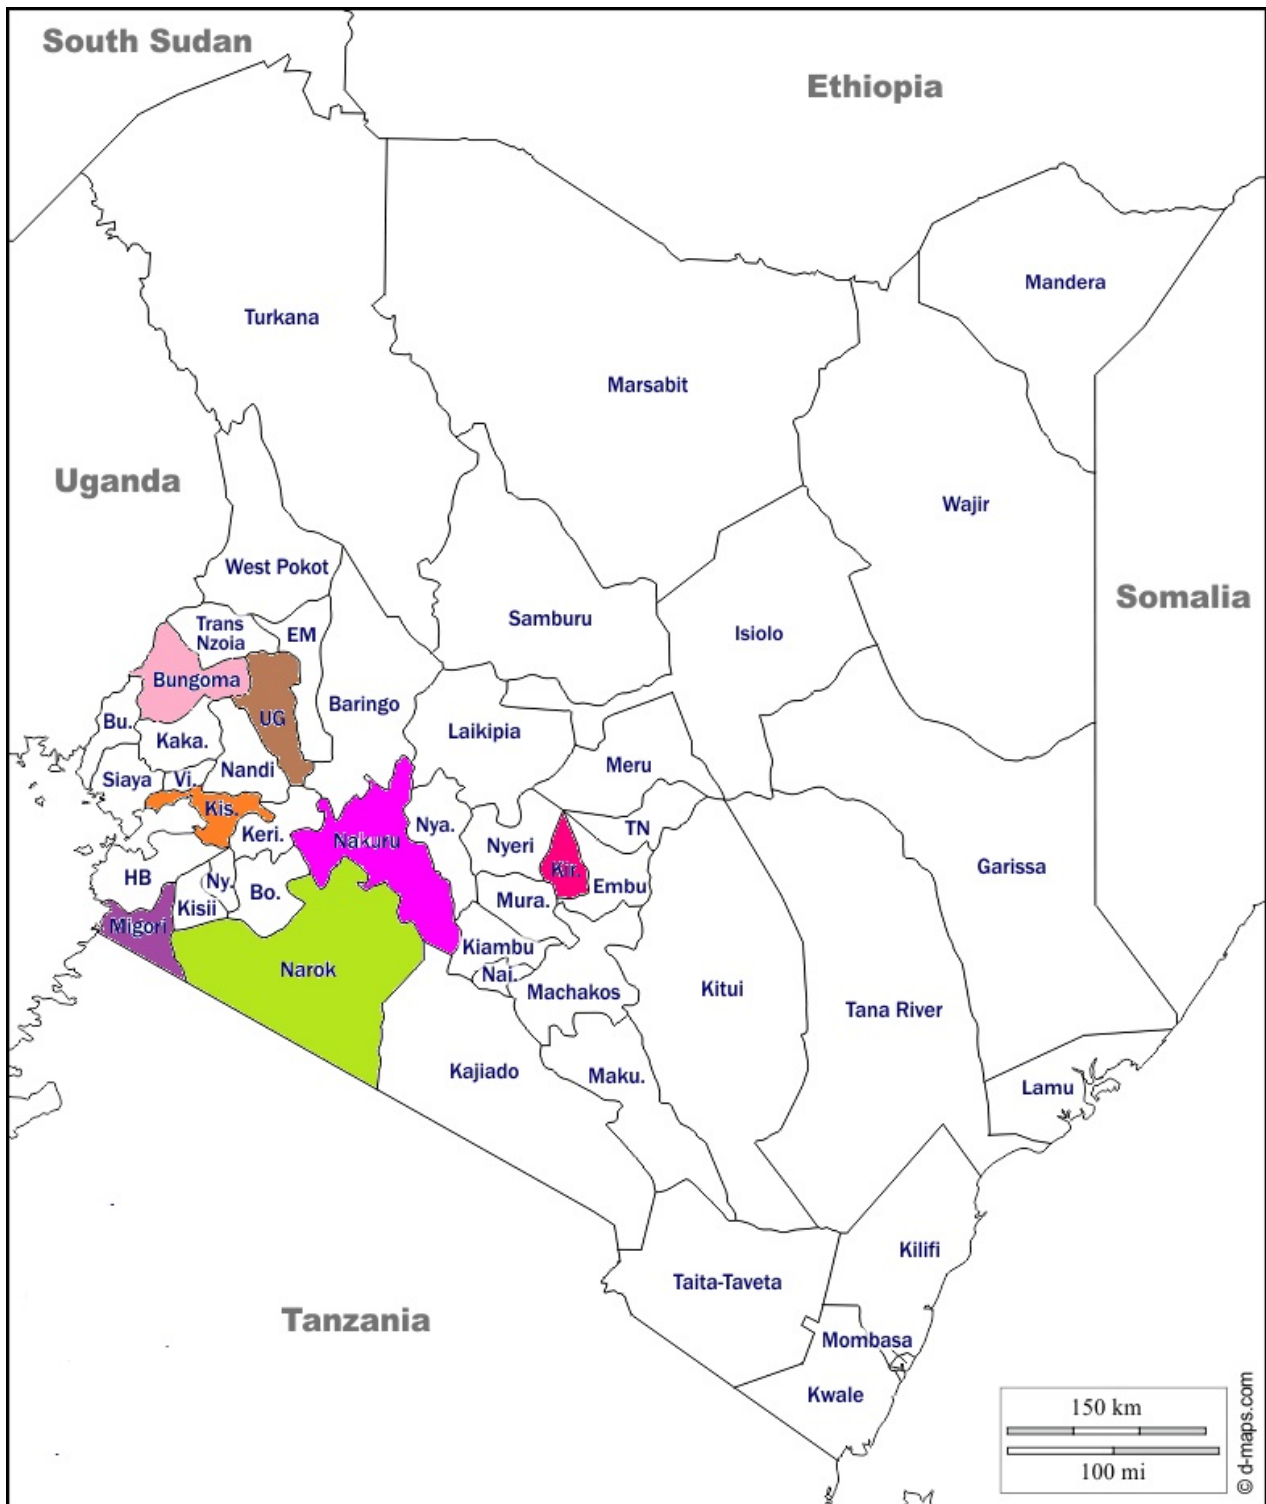 South Sudan
Ethiopia
Mandera
Turkana
Marsabit
Uganda
Wajir
West Pokot
Somalia
Samburu
Trans
Nzoia
EM
Isiolo
Bungoma
Baringo
Bu.
UG
Laikipia
Kaka.
Meru
Siaya
Vi.
Nandi
Kis.
Keri.
Nakuru
Nya.
TN
Nyeri
Kir.
Garissa
HB
Ny.
Bo.
Embu
Kisii
Mura.
Migori
Kiambu
Narok
Nai.
Machakos
Kitui
Tana River
Kajiado
Maku.
Lamu
Kilifi
Taita-Taveta
Tanzania
Mombasa
Kwale
150 km
100 mi
© d-maps.com